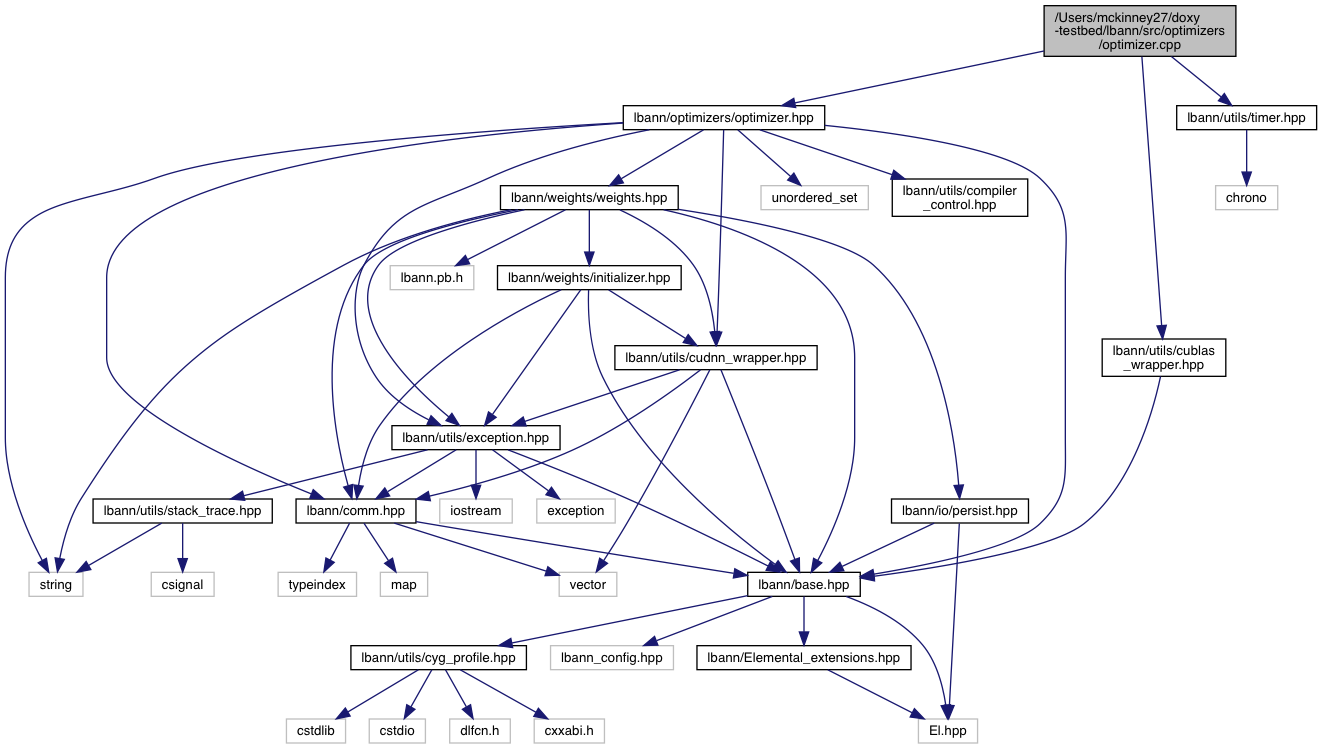 /Users/mckinney27/doxy
-testbed/lbann/src/optimizers
/optimizer.cpp
lbann/optimizers/optimizer.hpp
lbann/utils/timer.hpp
lbann/weights/weights.hpp
unordered_set
lbann/utils/compiler
_control.hpp
chrono
lbann.pb.h
lbann/weights/initializer.hpp
lbann/utils/cudnn_wrapper.hpp
lbann/utils/cublas
_wrapper.hpp
lbann/utils/exception.hpp
lbann/utils/stack_trace.hpp
lbann/comm.hpp
iostream
exception
lbann/io/persist.hpp
string
csignal
typeindex
map
vector
lbann/base.hpp
lbann/utils/cyg_profile.hpp
lbann_config.hpp
lbann/Elemental_extensions.hpp
cstdlib
cstdio
dlfcn.h
cxxabi.h
El.hpp